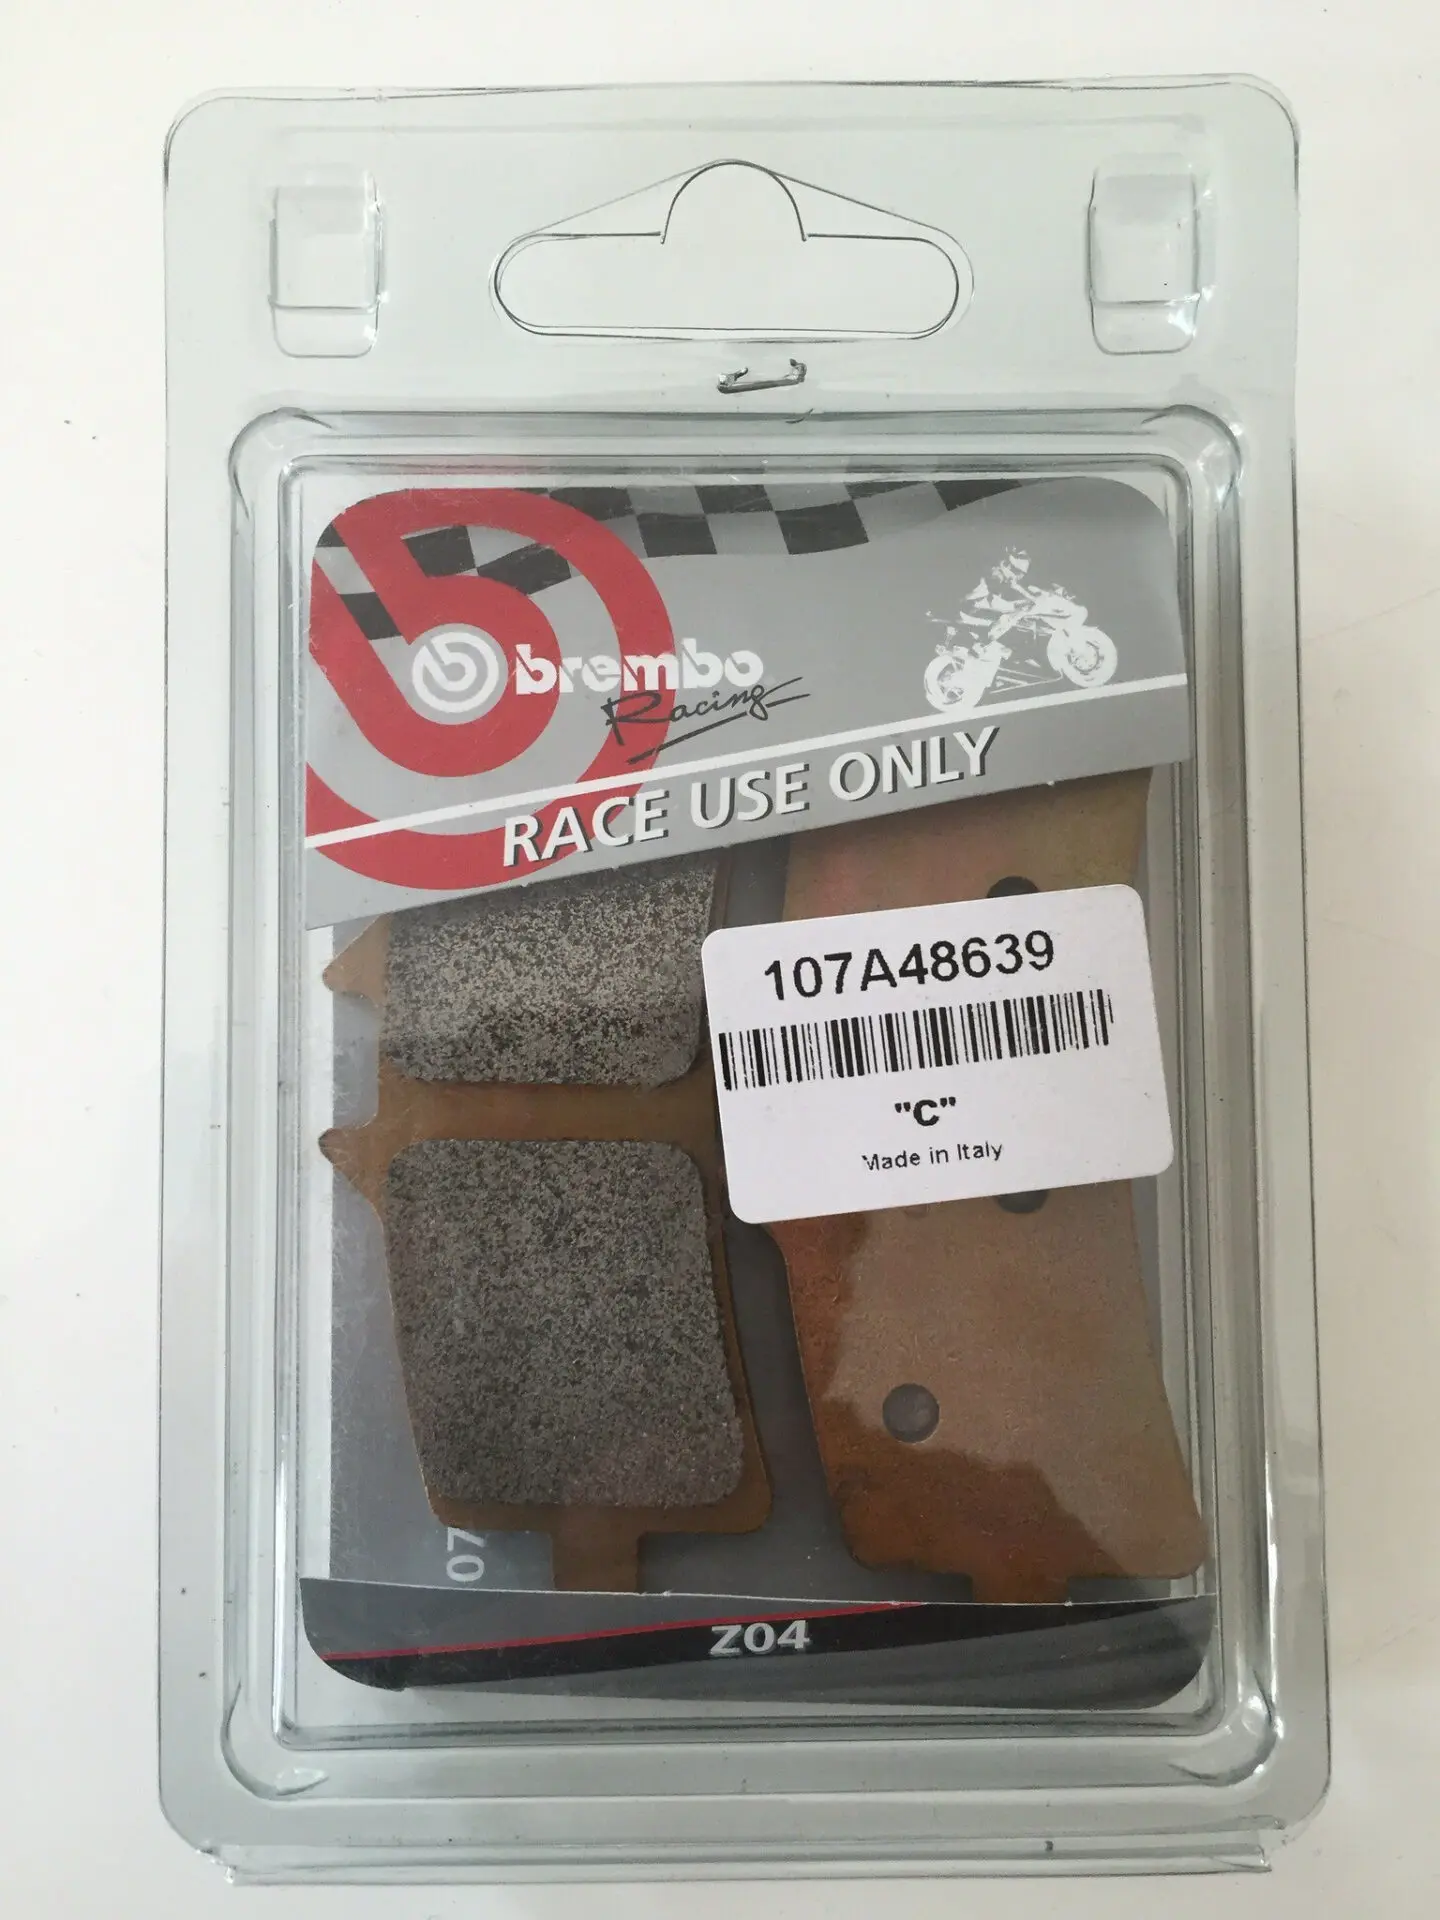 brembo
Racing
RACE USE ONLY
107A48639
"C"
Made in Italy
07
Z04